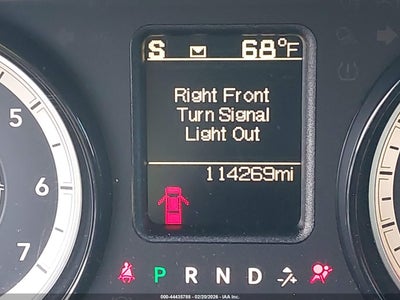 S 68°F
Right Front
Turn Signal
Light Out
114269mi
5
6
7
P R N D
000-44435788 - 02/20/2026 - IAA Inc.